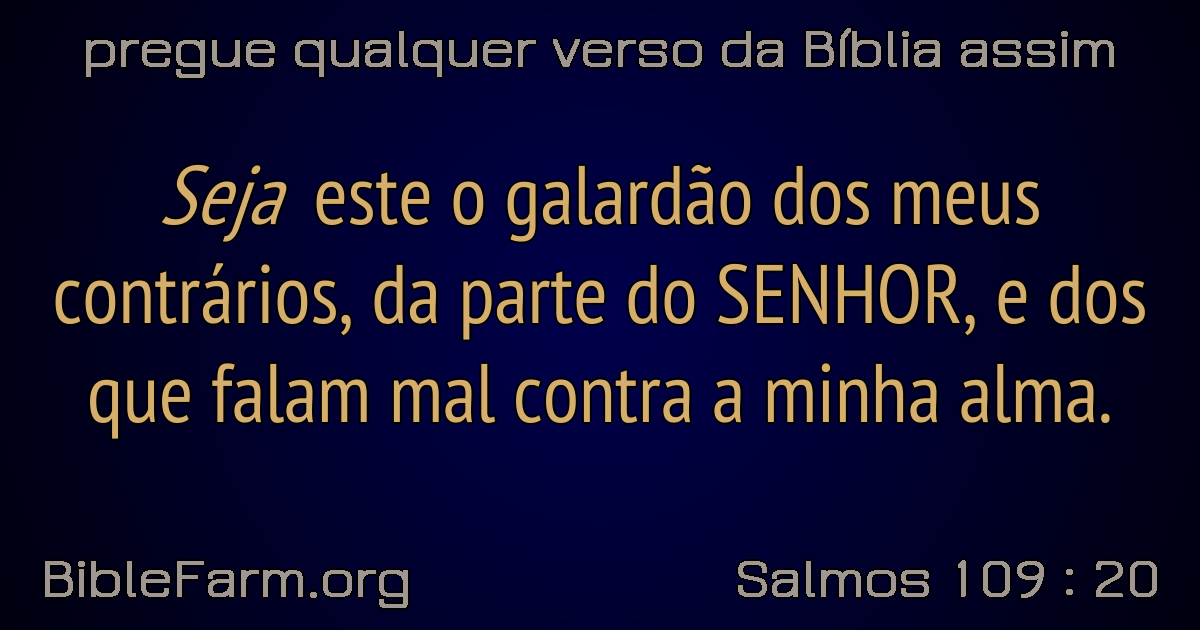 pregue qualquer verso da Bíblia assim
Seja este o galardão dos meus
contrários, da parte do SENHOR, e dos
que falam mal contra a minha alma.
BibleFarm.org
Salmos 109 : 20